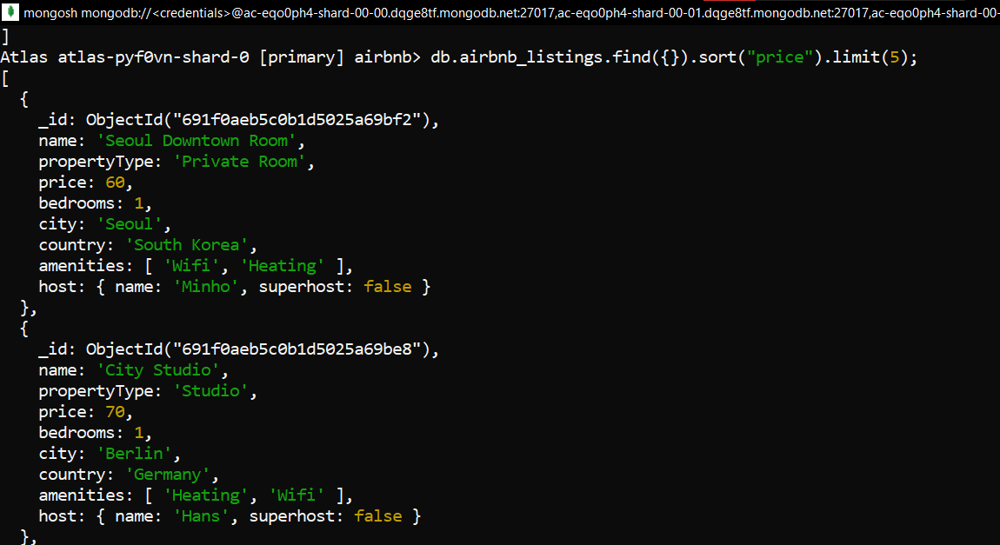 mongosh mongodb://<credentials>@ac-eqo0ph4-shard-00-00.dqge8tf.mongodb.net:27017,ac-eqo0ph4-shard-00-01.dqge8tf.mongodb.net:27017,ac-eqo0ph4-shard-00-
]
Atlas atlas-pyf0vn-shard-0 [primary] airbnb> db.airbnb_listings.find({}).sort("price").limit(5);
[
  {
    _id: ObjectId("691f0aeb5c0b1d5025a69bf2"),
    name: 'Seoul Downtown Room',
    propertyType: 'Private Room',
    price: 60,
    bedrooms: 1,
    city: 'Seoul',
    country: 'South Korea',
    amenities: [ 'Wifi', 'Heating' ],
    host: { name: 'Minho', superhost: false }
  },
  {
    _id: ObjectId("691f0aeb5c0b1d5025a69be8"),
    name: 'City Studio',
    propertyType: 'Studio',
    price: 70,
    bedrooms: 1,
    city: 'Berlin',
    country: 'Germany',
    amenities: [ 'Heating', 'Wifi' ],
    host: { name: 'Hans', superhost: false }
  },